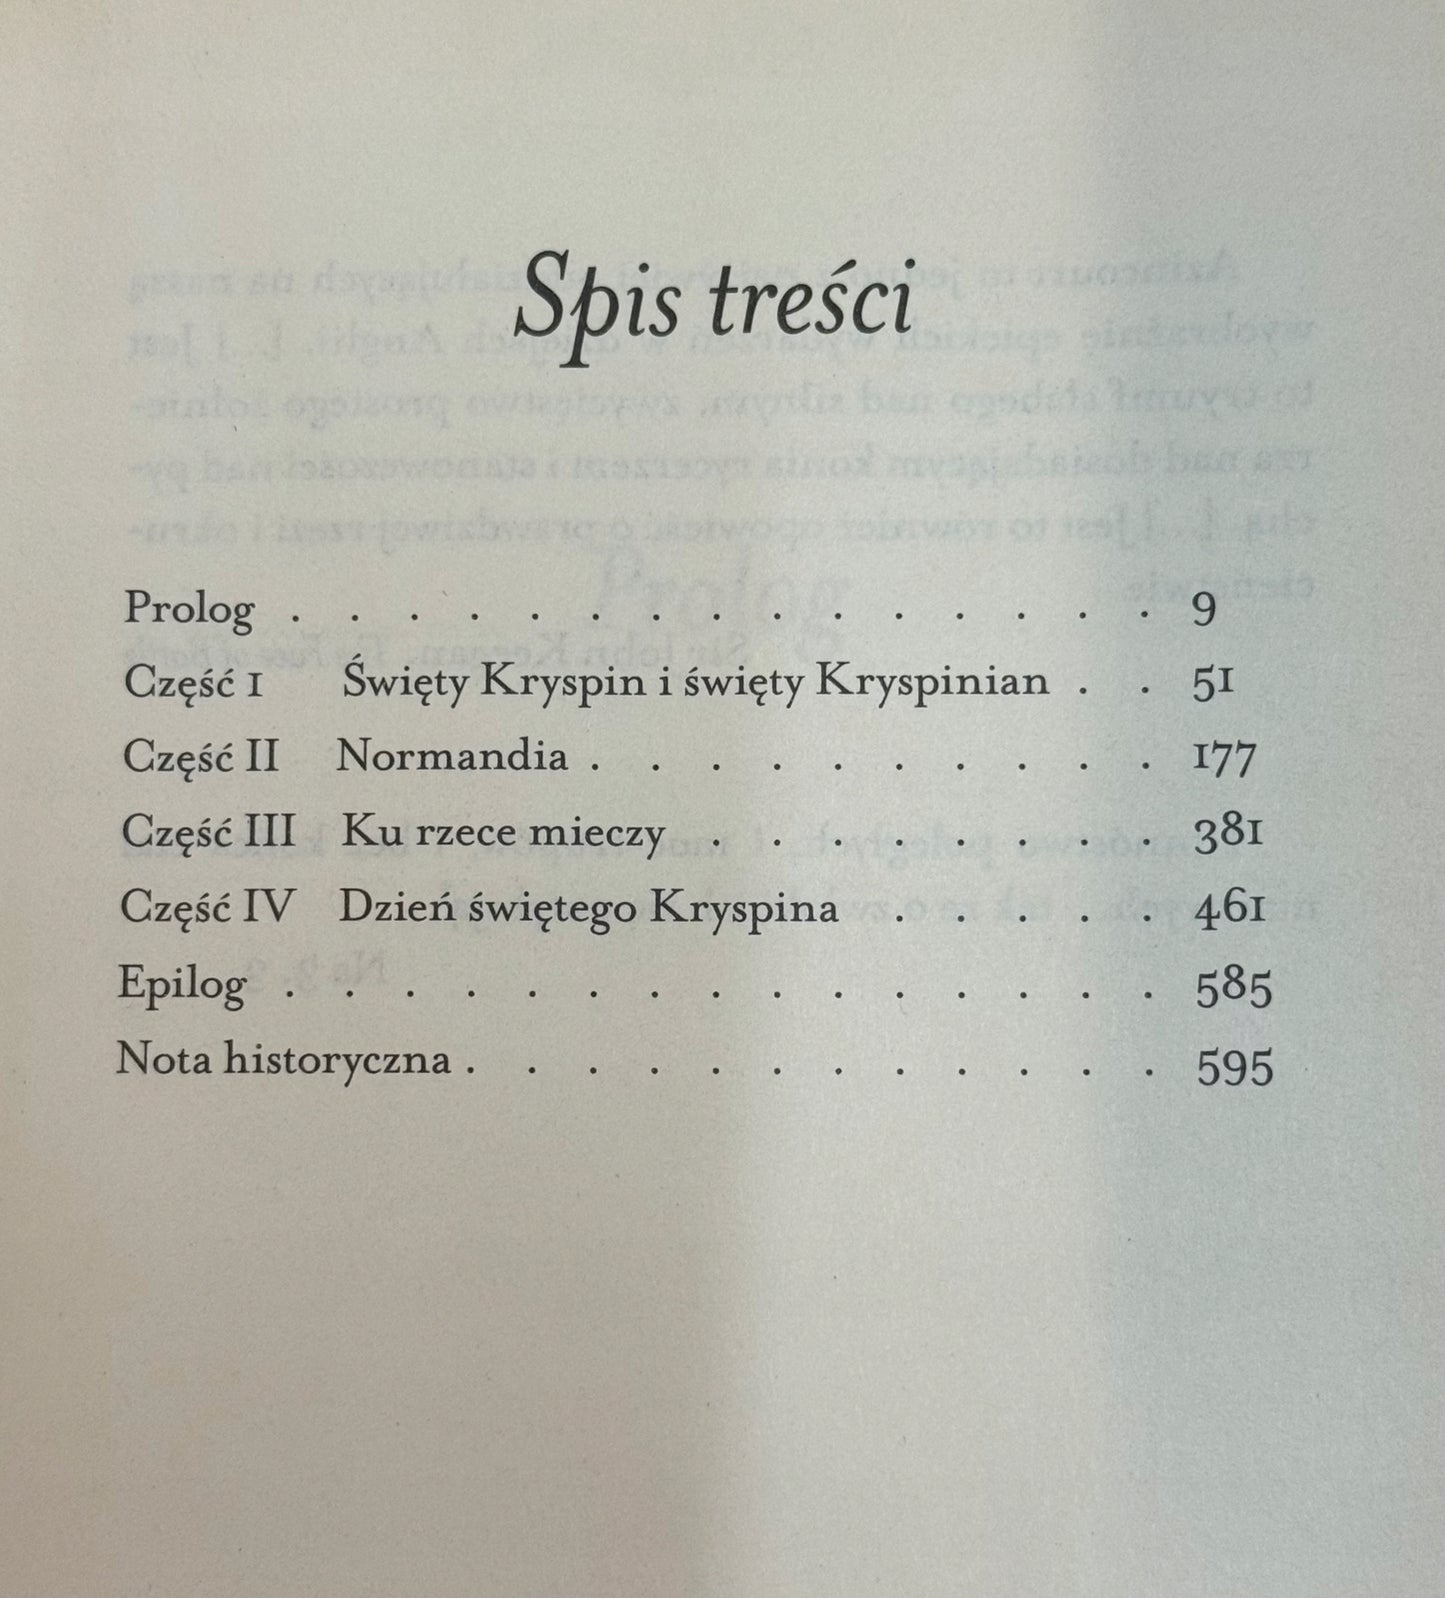 Spis treści
Prolog . . . . . . . . . . . . . . . 9
Część I Święty Kryspin i święty Kryspinian . . 51
Część II Normandia . . . . . . . . . . 177
Część III Ku rzece mieczy . . . . . . . . 381
Część IV Dzień świętego Kryspina . . . . . 461
Epilog . . . . . . . . . . . . . . . 585
Nota historyczna . . . . . . . . . . . . 595